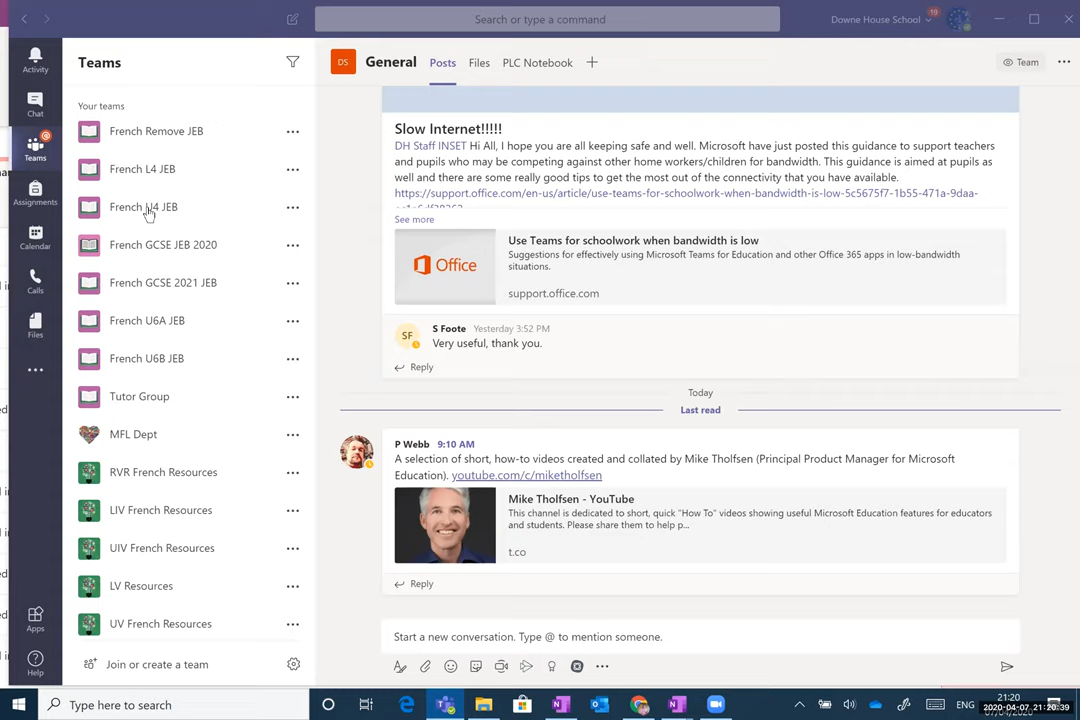 Search or type a command
Downe House School
19
Activity
Chat
Teams
Assignments
Calendar
Calls
Files
Apps
Help
Teams
Your teams
French Remove JEB
French L4 JEB
French U4 JEB
French GCSE JEB 2020
French GCSE 2021 JEB
French U6A JEB
French U6B JEB
Tutor Group
MFL Dept
RVR French Resources
LIV French Resources
UIV French Resources
LV Resources
UV French Resources
Join or create a team
DS General Posts Files PLC Notebook
Team
Slow Internet!!!!!
DH Staff INSET Hi All, I hope you are all keeping safe and well. Microsoft have just posted this guidance to support teachers
and pupils who may be competing against other home workers/children for bandwidth. This guidance is aimed at pupils as
well and there are some really good tips to get the most out of the connectivity that you have available.
https://support.office.com/en-us/article/use-teams-for-schoolwork-when-bandwidth-is-low-5c5675f7-1b55-471a-9daa-
See more
Office
Use Teams for schoolwork when bandwidth is low
Suggestions for effectively using Microsoft Teams for Education and other Office 365 apps in low-bandwidth
situations.
support.office.com
SF
S Foote Yesterday 3:52 PM
Very useful, thank you.
Reply
Today
Last read
P Webb 9:10 AM
A selection of short, how-to videos created and collated by Mike Tholfsen (Principal Product Manager for Microsoft
Education). youtube.com/c/miketholfsen
Mike Tholfsen - YouTube
This channel is dedicated to short, quick "How To" videos showing useful Microsoft Education features for educators
and students. Please share them to help p...
t.co
Reply
Start a new conversation. Type @ to mention someone.
Type here to search
ENG
21:20
2020-04-07 21:20:39